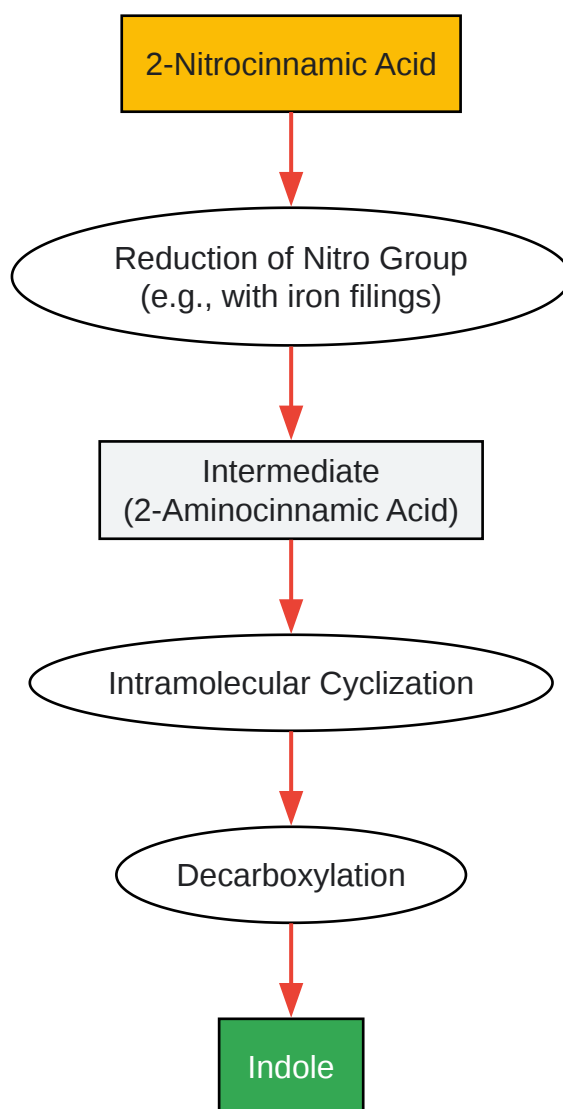 2-Nitrocinnamic Acid
Reduction of Nitro Group
(e.g., with iron filings)
Intermediate
(2-Aminocinnamic Acid)
Intramolecular Cyclization
Decarboxylation
Indole